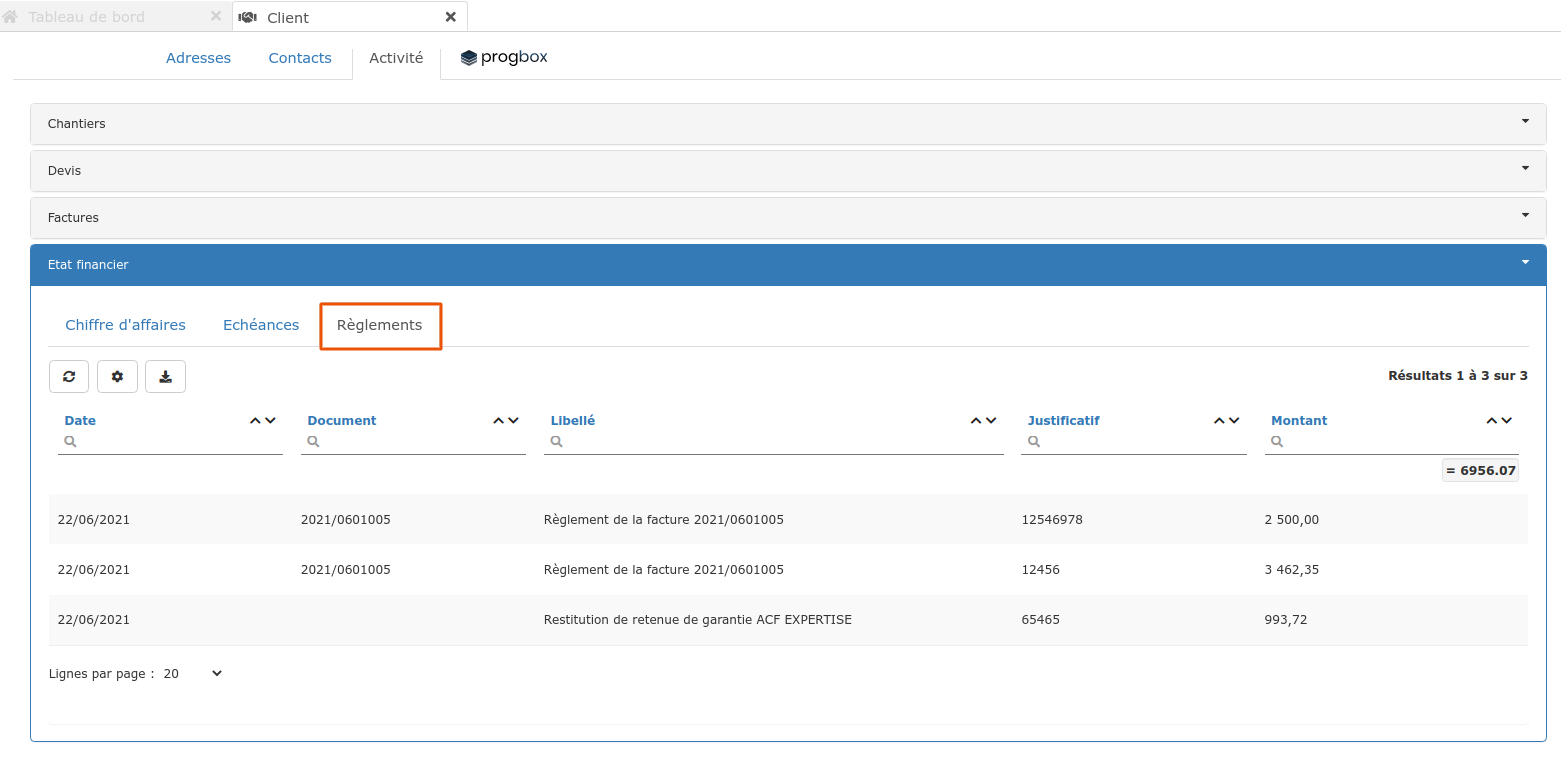 Tableau de bord Client
Adresses Contacts Activité progbox
Chantiers
Devis
Factures
Etat financier
Chiffre d'affaires Echéances Règlements
Résultats 1 à 3 sur 3
Date Document Libellé Justificatif Montant
= 6956.07
22/06/2021 2021/0601005 Règlement de la facture 2021/0601005 12546978 2 500,00
22/06/2021 2021/0601005 Règlement de la facture 2021/0601005 12456 3 462,35
22/06/2021 Restitution de retenue de garantie ACF EXPERTISE 65465 993,72
Lignes par page : 20